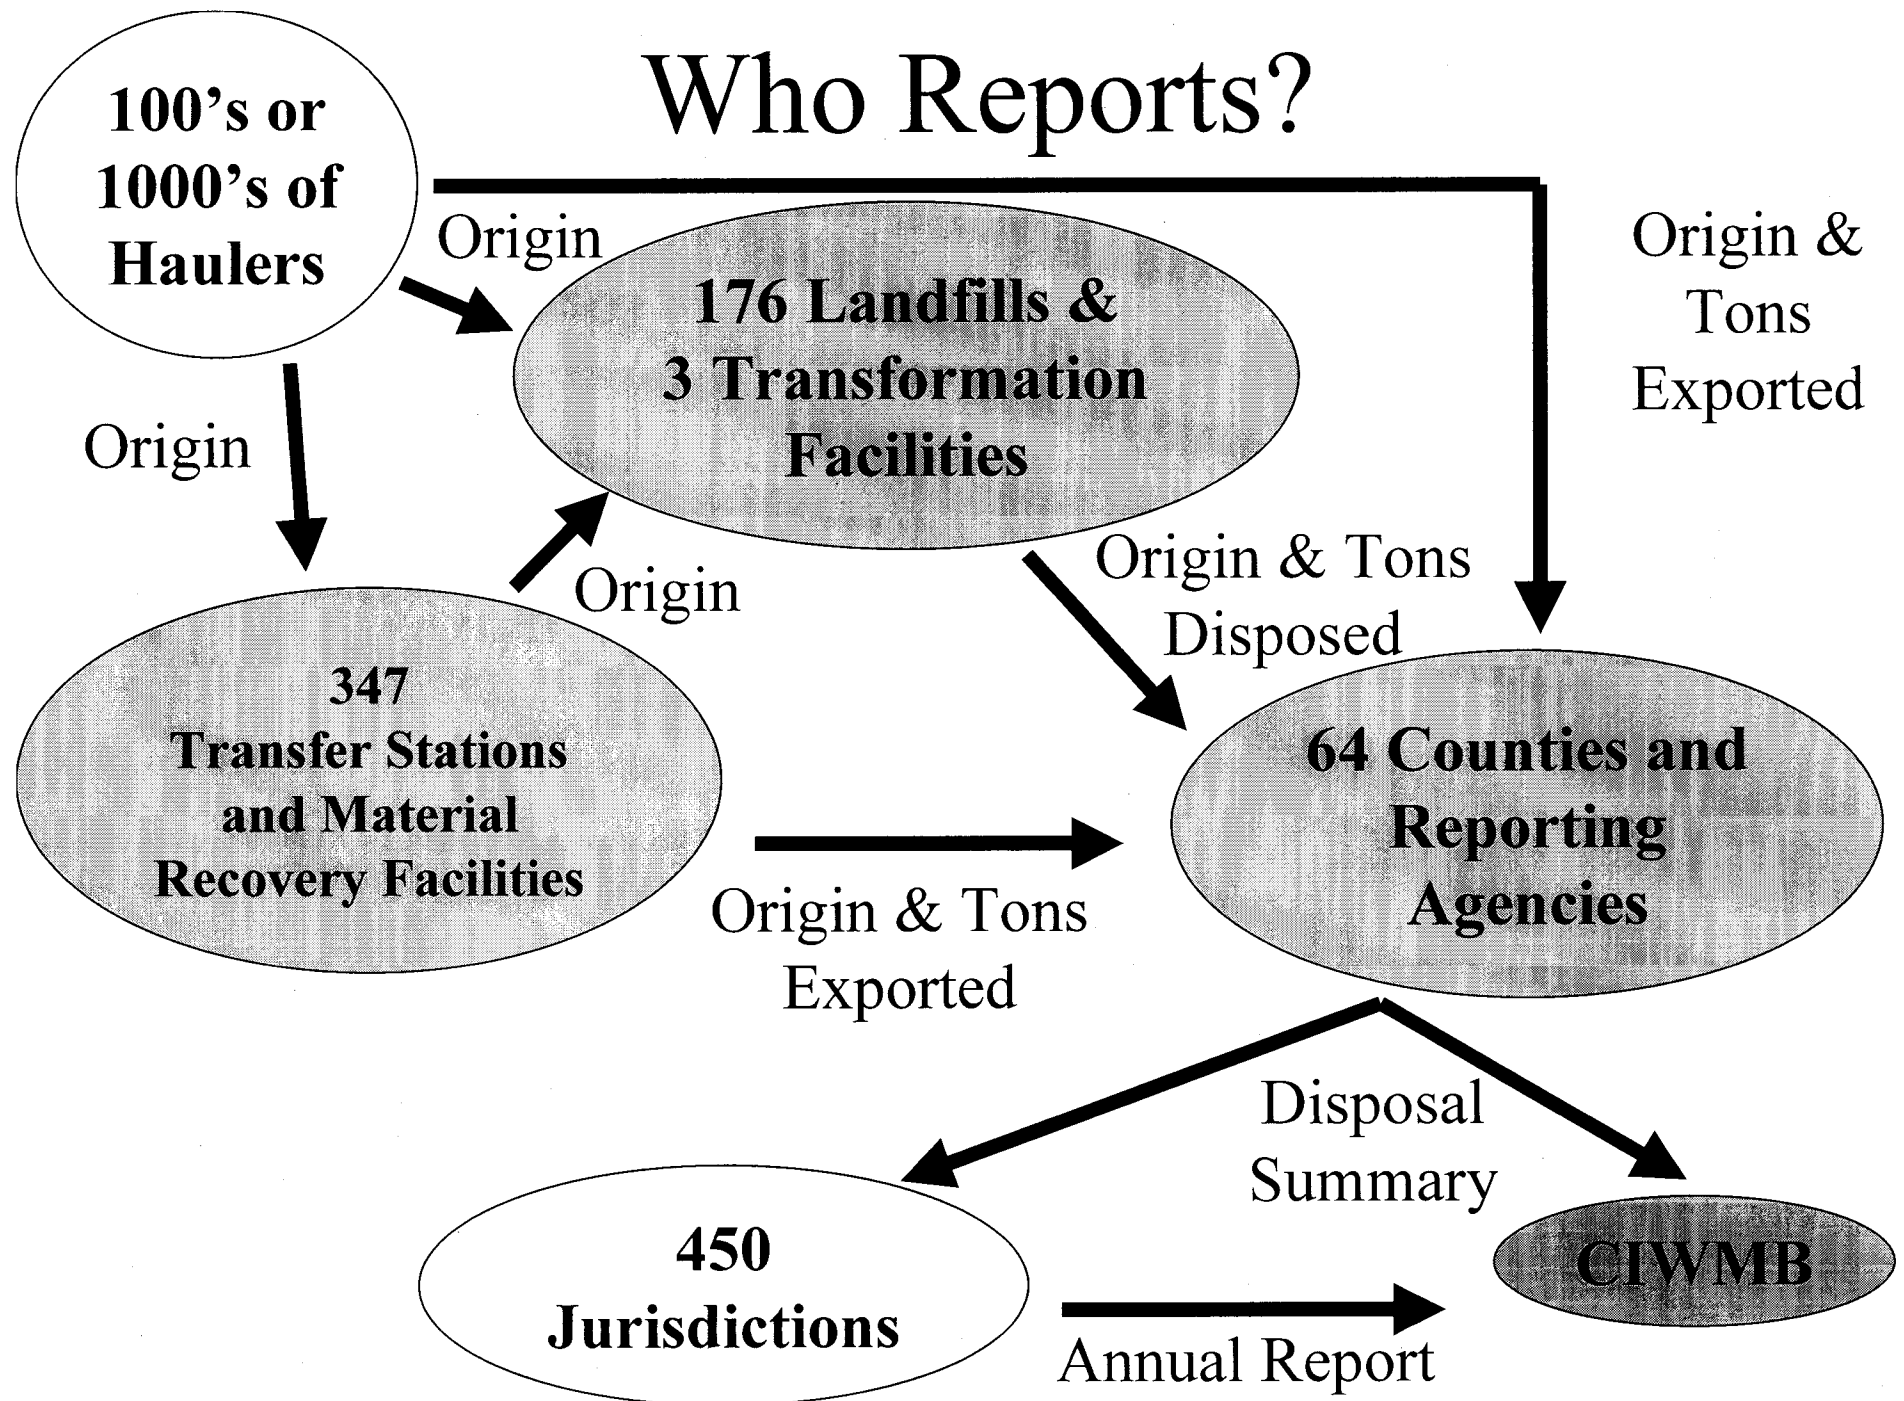 Who Reports?
100's or
1000's of
Haulers
Origin
176 Landfills &
3 Transformation
Facilities
Origin &
Tons
Exported
Origin
Origin
Origin & Tons
Disposed
347
Transfer Stations
and Material
Recovery Facilities
64 Counties and
Reporting
Agencies
Origin & Tons
Exported
Disposal
Summary
450
Jurisdictions
CIWMB
Annual Report